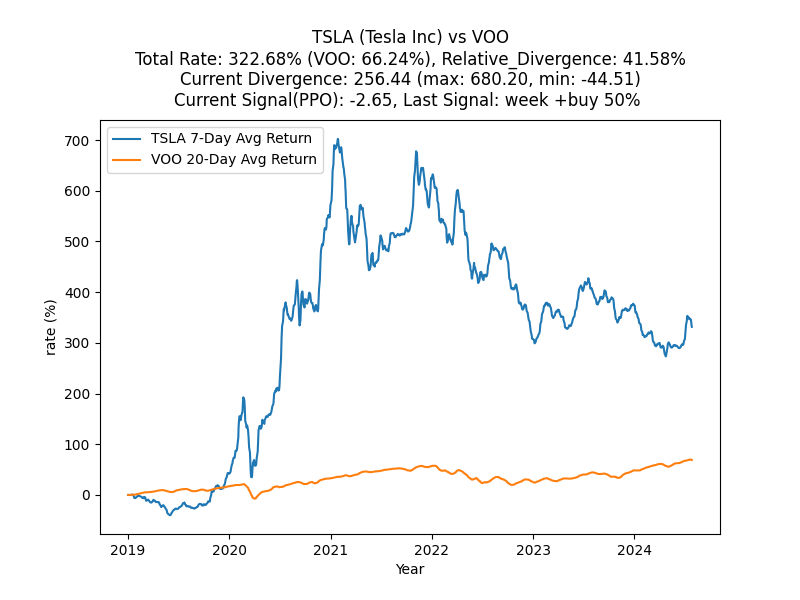 TSLA (Tesla Inc) vs VOO
Total Rate: 322.68% (VOO: 66.24%), Relative_Divergence: 41.58%
Current Divergence: 256.44 (max: 680.20, min: -44.51)
Current Signal(PPO): -2.65, Last Signal: week +buy 50%
TSLA 7-Day Avg Return
VOO 20-Day Avg Return
700
600
500
400
300
200
100
0
rate (%)
2019
2020
2021
2022
2023
2024
Year